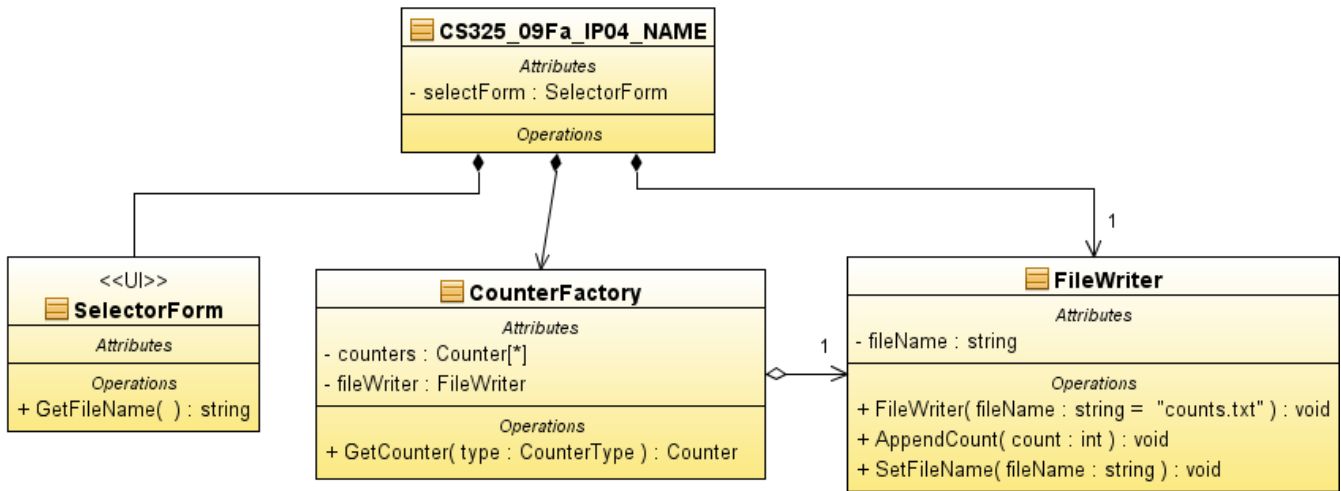 CS325_09Fa_IP04_NAME
Attributes
- selectForm : SelectorForm
Operations
<<UI>>
SelectorForm
Attributes
Operations
+ GetFileName( ) : string
CounterFactory
Attributes
- counters : Counter[*]
- fileWriter : FileWriter
Operations
+ GetCounter( type : CounterType ) : Counter
1
1
FileWriter
Attributes
- fileName : string
Operations
+ FileWriter( fileName : string = "counts.txt" ) : void
+ AppendCount( count : int ) : void
+ SetFileName( fileName : string ) : void